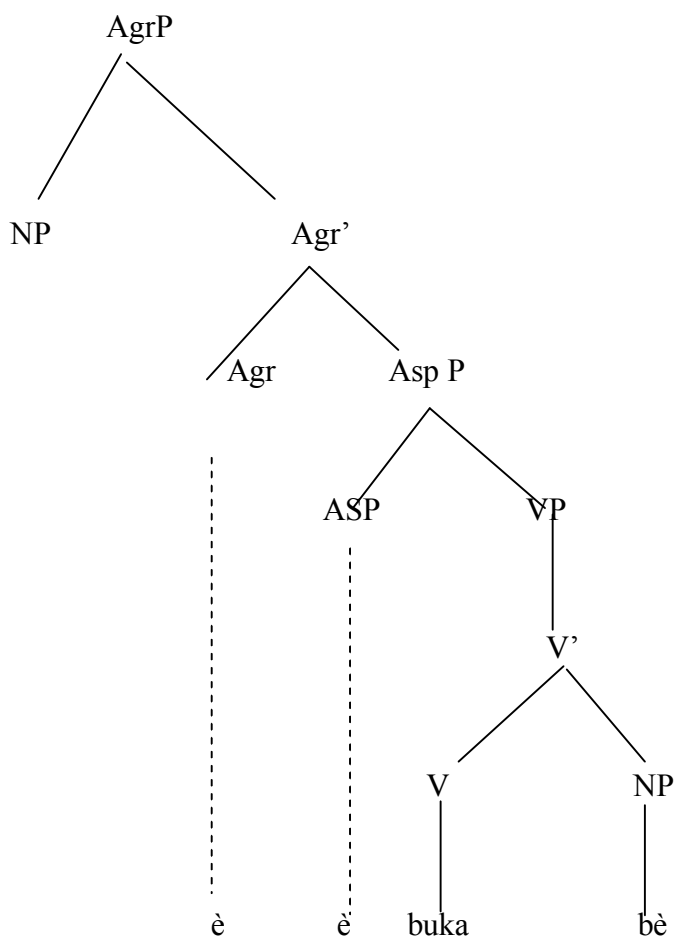 AgrP
NP Agr’
Agr Asp P
ASP VP
V’
V NP
è è buka bè